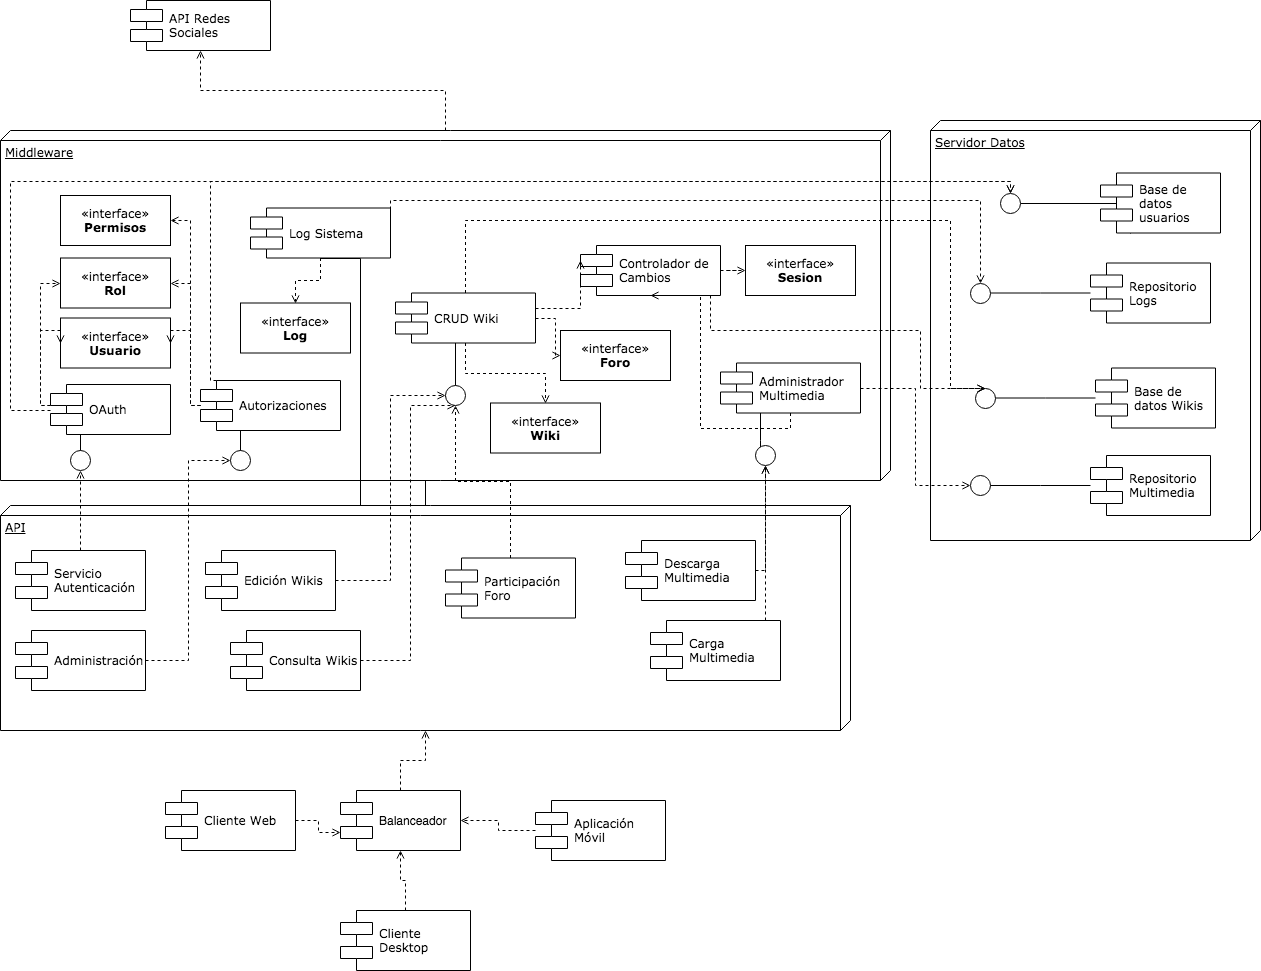 API Redes
Sociales
Middleware
«interface»
Permisos
«interface»
Rol
«interface»
Usuario
OAuth
Autorizaciones
Log Sistema
«interface»
Log
CRUD Wiki
Controlador de
Cambios
«interface»
Sesion
«interface»
Foro
«interface»
Wiki
Administrador
Multimedia
Servidor Datos
Base de
datos
usuarios
Repositorio
Logs
Base de
datos Wikis
Repositorio
Multimedia
API
Servicio
Autenticación
Administración
Edición Wikis
Consulta Wikis
Participación
Foro
Descarga
Multimedia
Carga
Multimedia
Cliente Web
Balanceador
Aplicación
Móvil
Cliente
Desktop